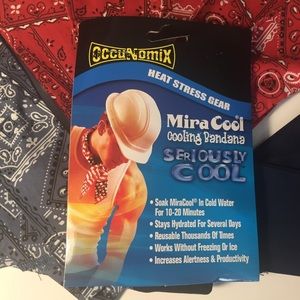 OCCUNOMIX
HEAT STRESS GEAR
MiraCool
Cooling Bandana
SERIOUSLY
COOL
• Soak MiraCool® In Cold Water
For 10-20 Minutes
• Stays Hydrated For Several Days
• Reusable Thousands Of Times
• Works Without Freezing Or Ice
• Increases Alertness & Productivity